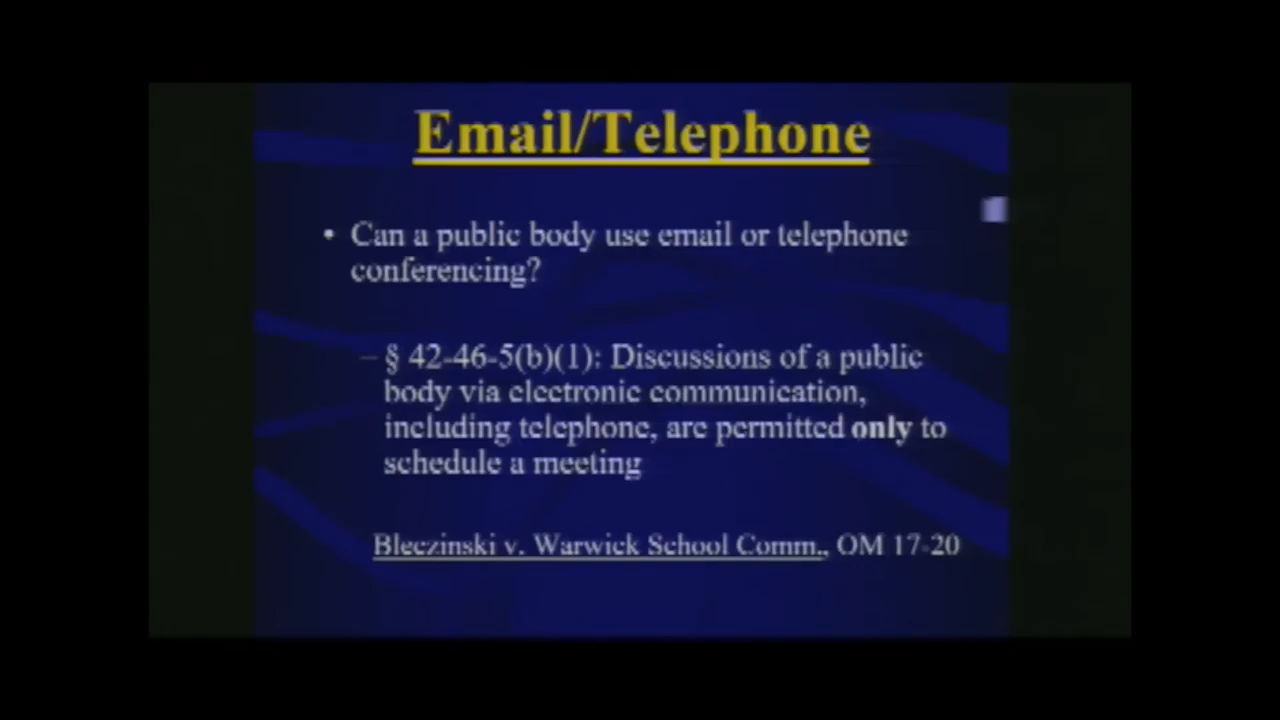 Email/Telephone
• Can a public body use email or telephone
conferencing?
– § 42-46-5(b)(1): Discussions of a public
body via electronic communication,
including telephone, are permitted only to
schedule a meeting
Bleczinski v. Warwick School Comm., OM 17-20